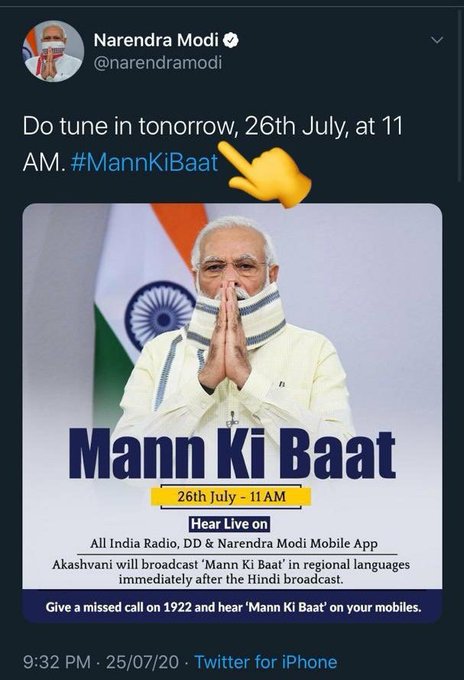 Narendra Modi
@narendramodi
Do tune in tonorrow, 26th July, at 11
AM. #MannKiBaat
Mann Ki Baat
26th July - 11 AM
Hear Live on
All India Radio, DD & Narendra Modi Mobile App
Akashvani will broadcast ‘Mann Ki Baat’ in regional languages
immediately after the Hindi broadcast.
Give a missed call on 1922 and hear ‘Mann Ki Baat’ on your mobiles.
9:32 PM · 25/07/20 · Twitter for iPhone